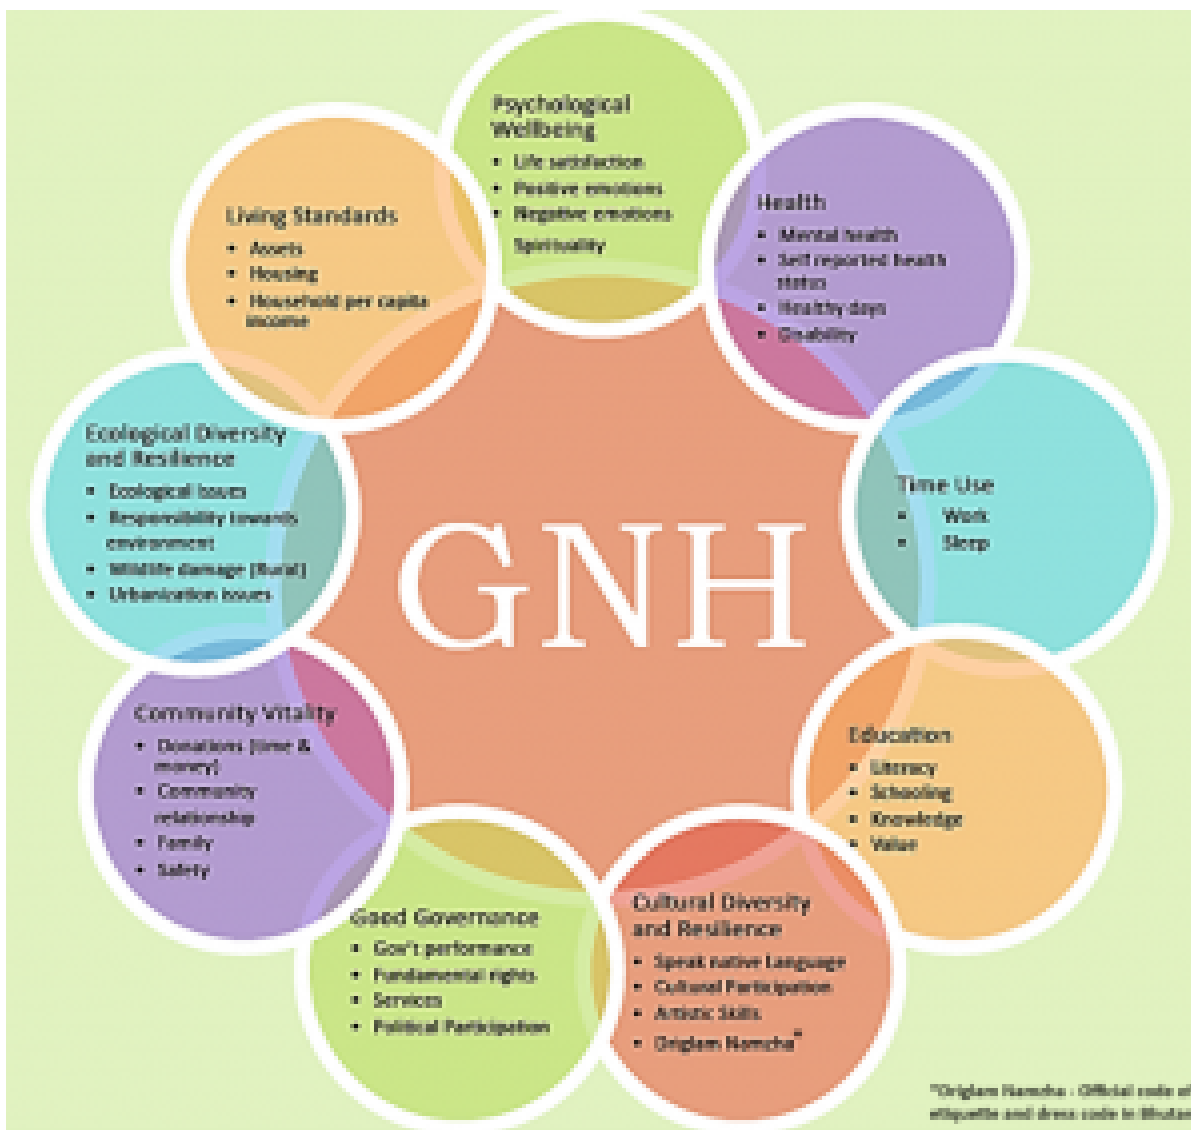 Psychological
Wellbeing
• Life satisfaction
• Positive emotions
• Negative emotions
Spirituality
Health
• Mental health
• Self reported health
status
• Healthy days
• Disability
Time Use
• Work
• Sleep
Education
• Literacy
• Schooling
• Knowledge
• Value
Cultural Diversity
and Resilience
• Speak native Language
• Cultural Participation
• Artistic Skills
• Driglam Namzha*
Good Governance
• Gov't performance
• Fundamental rights
• Services
• Political Participation
Community Vitality
• Donations (time &
money)
• Community
relationship
• Family
• Safety
Ecological Diversity
and Resilience
• Ecological Issues
• Responsibility towards
environment
• Wildlife damage (Rural)
• Urbanization issues
Living Standards
• Assets
• Housing
• Household per capita
income
GNH
*Driglam Namzha - Official code of
etiquette and dress code in Bhutan